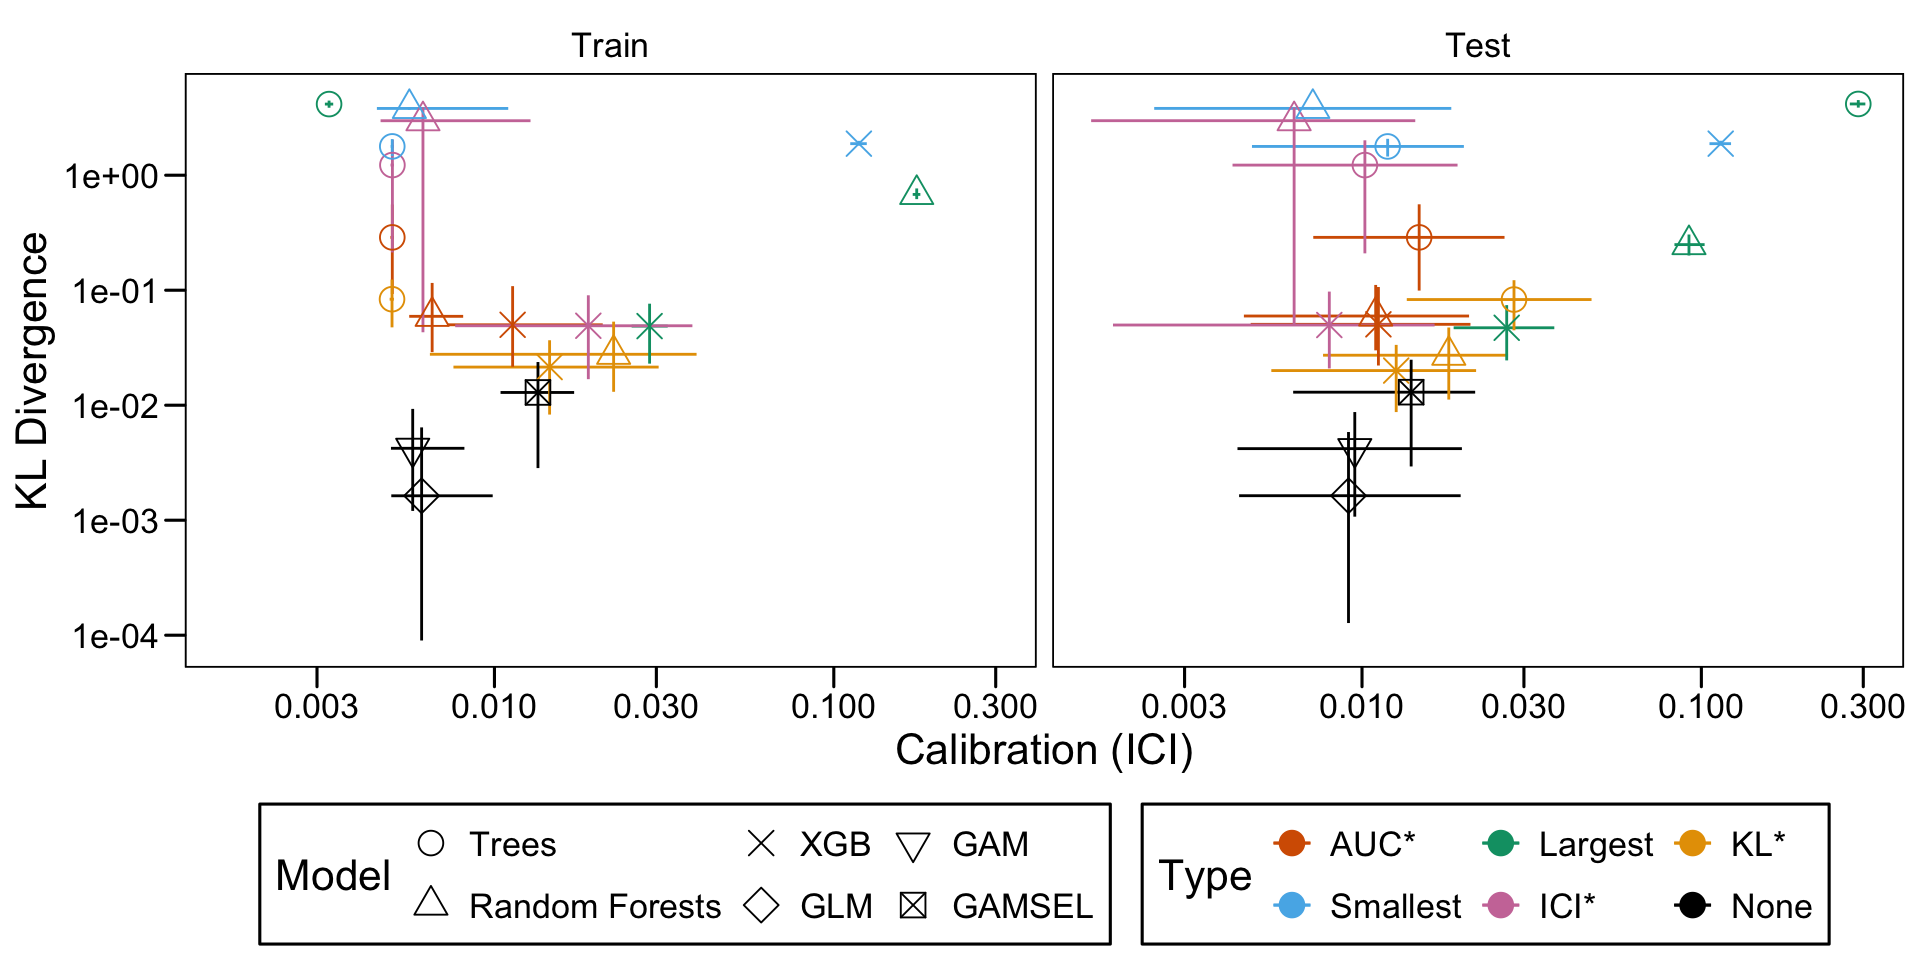 Train
Test
KL Divergence
1e+00
1e-01
1e-02
1e-03
1e-04
0.003 0.010 0.030 0.100 0.300
0.003 0.010 0.030 0.100 0.300
Calibration (ICI)
Model
Trees
XGB
GAM
Random Forests
GLM
GAMSEL
Type
AUC*
Largest
KL*
Smallest
ICI*
None